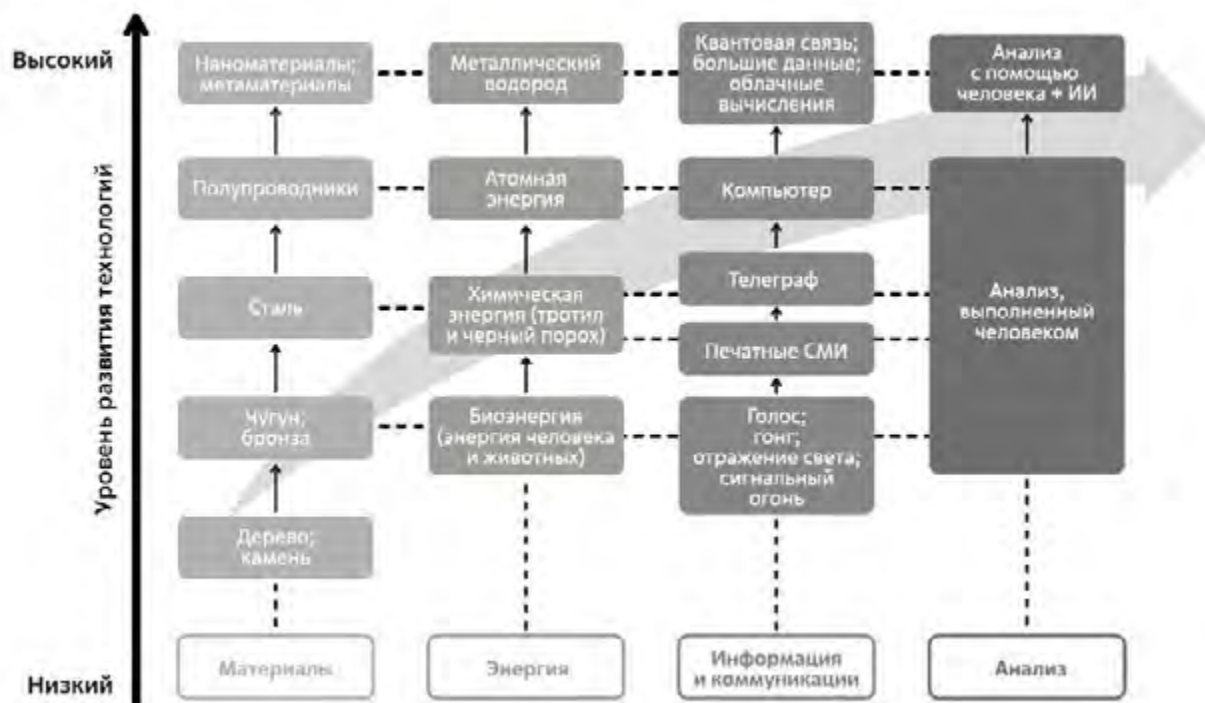 Высокий
Уровень развития технологий
Низкий
Наноматериалы;
метаматериалы
Металлический
водород
Квантовая связь;
большие данные;
облачные
вычисления
Анализ
с помощью
человека + ИИ
Полупроводники
Атомная
энергия
Компьютер
Сталь
Химическая
энергия (тротил
и черный порох)
Телеграф
Печатные СМИ
Анализ,
выполненный
человеком
Чугун;
бронза
Биоэнергия
(энергия человека
и животных)
Голос;
гонг;
отражение света;
сигнальный
огонь
Дерево;
камень
Материалы
Энергия
Информация
и коммуникации
Анализ